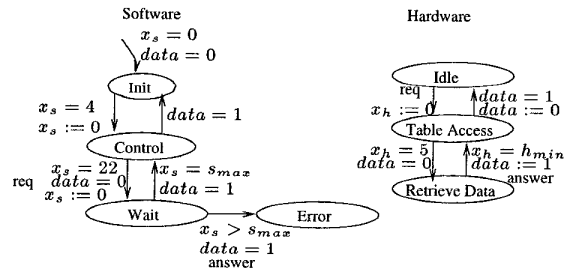 Software
x_s = 0
data = 0
Init
x_s = 4
x_s := 0
data = 1
Control
x_s = 22
req data = 0
x_s := 0
x_s = s_max
data = 1
Wait
Error
x_s > s_max
data = 1
answer
Hardware
Idle
req
x_h := 0
data = 1
data := 0
Table Access
x_h = 5
data = 0
x_h = h_min
data := 1
answer
Retrieve Data